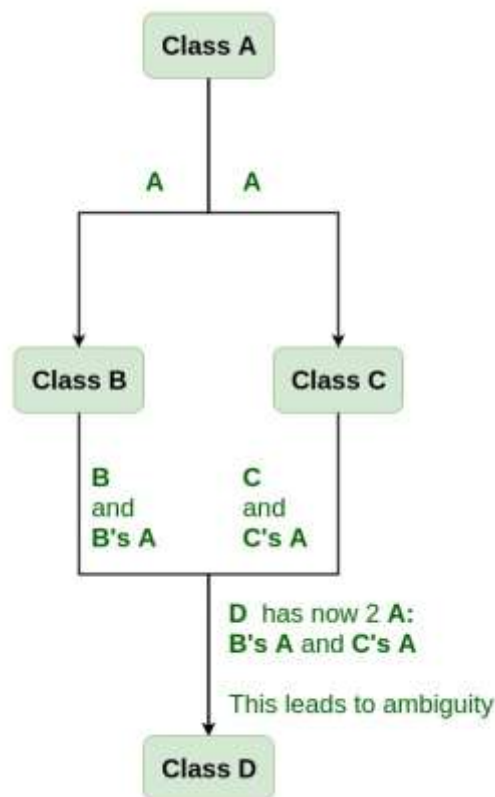 Class A
A A
Class B
Class C
B
and
B's A
C
and
C's A
D has now 2 A:
B's A and C's A
This leads to ambiguity
Class D